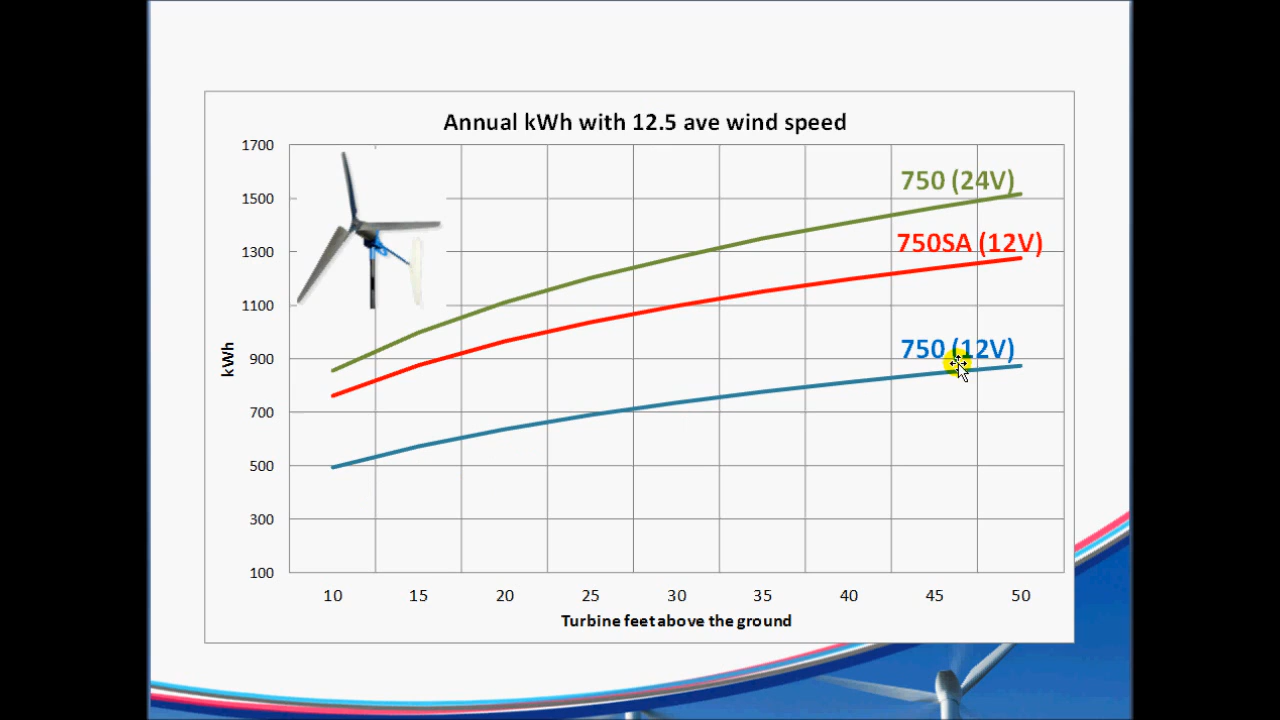 Annual kWh with 12.5 ave wind speed
1700
1500
1300
1100
900
700
500
300
100
kWh
750 (24V)
750SA (12V)
750 (12V)
10 15 20 25 30 35 40 45 50
Turbine feet above the ground